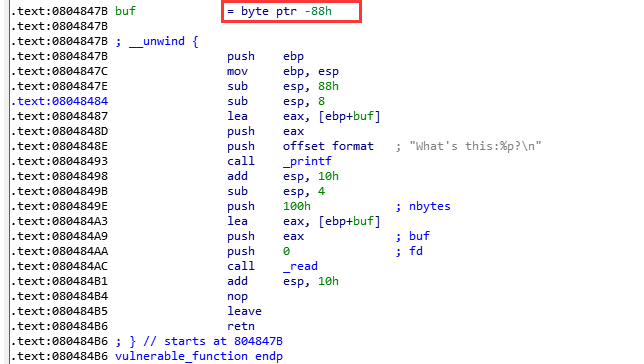 .text:0804847B buf = byte ptr -88h
.text:0804847B
.text:0804847B ; __unwind {
.text:0804847B push ebp
.text:0804847C mov ebp, esp
.text:0804847E sub esp, 88h
.text:08048484 sub esp, 8
.text:08048487 lea eax, [ebp+buf]
.text:0804848D push eax
.text:0804848E push offset format ; "What's this:%p?\n"
.text:08048493 call _printf
.text:08048498 add esp, 10h
.text:0804849B sub esp, 4
.text:0804849E push 100h ; nbytes
.text:080484A3 lea eax, [ebp+buf]
.text:080484A9 push eax ; buf
.text:080484AA push 0 ; fd
.text:080484AC call _read
.text:080484B1 add esp, 10h
.text:080484B4 nop
.text:080484B5 leave
.text:080484B6 retn
.text:080484B6 ; } // starts at 804847B
.text:080484B6 vulnerable_function endp